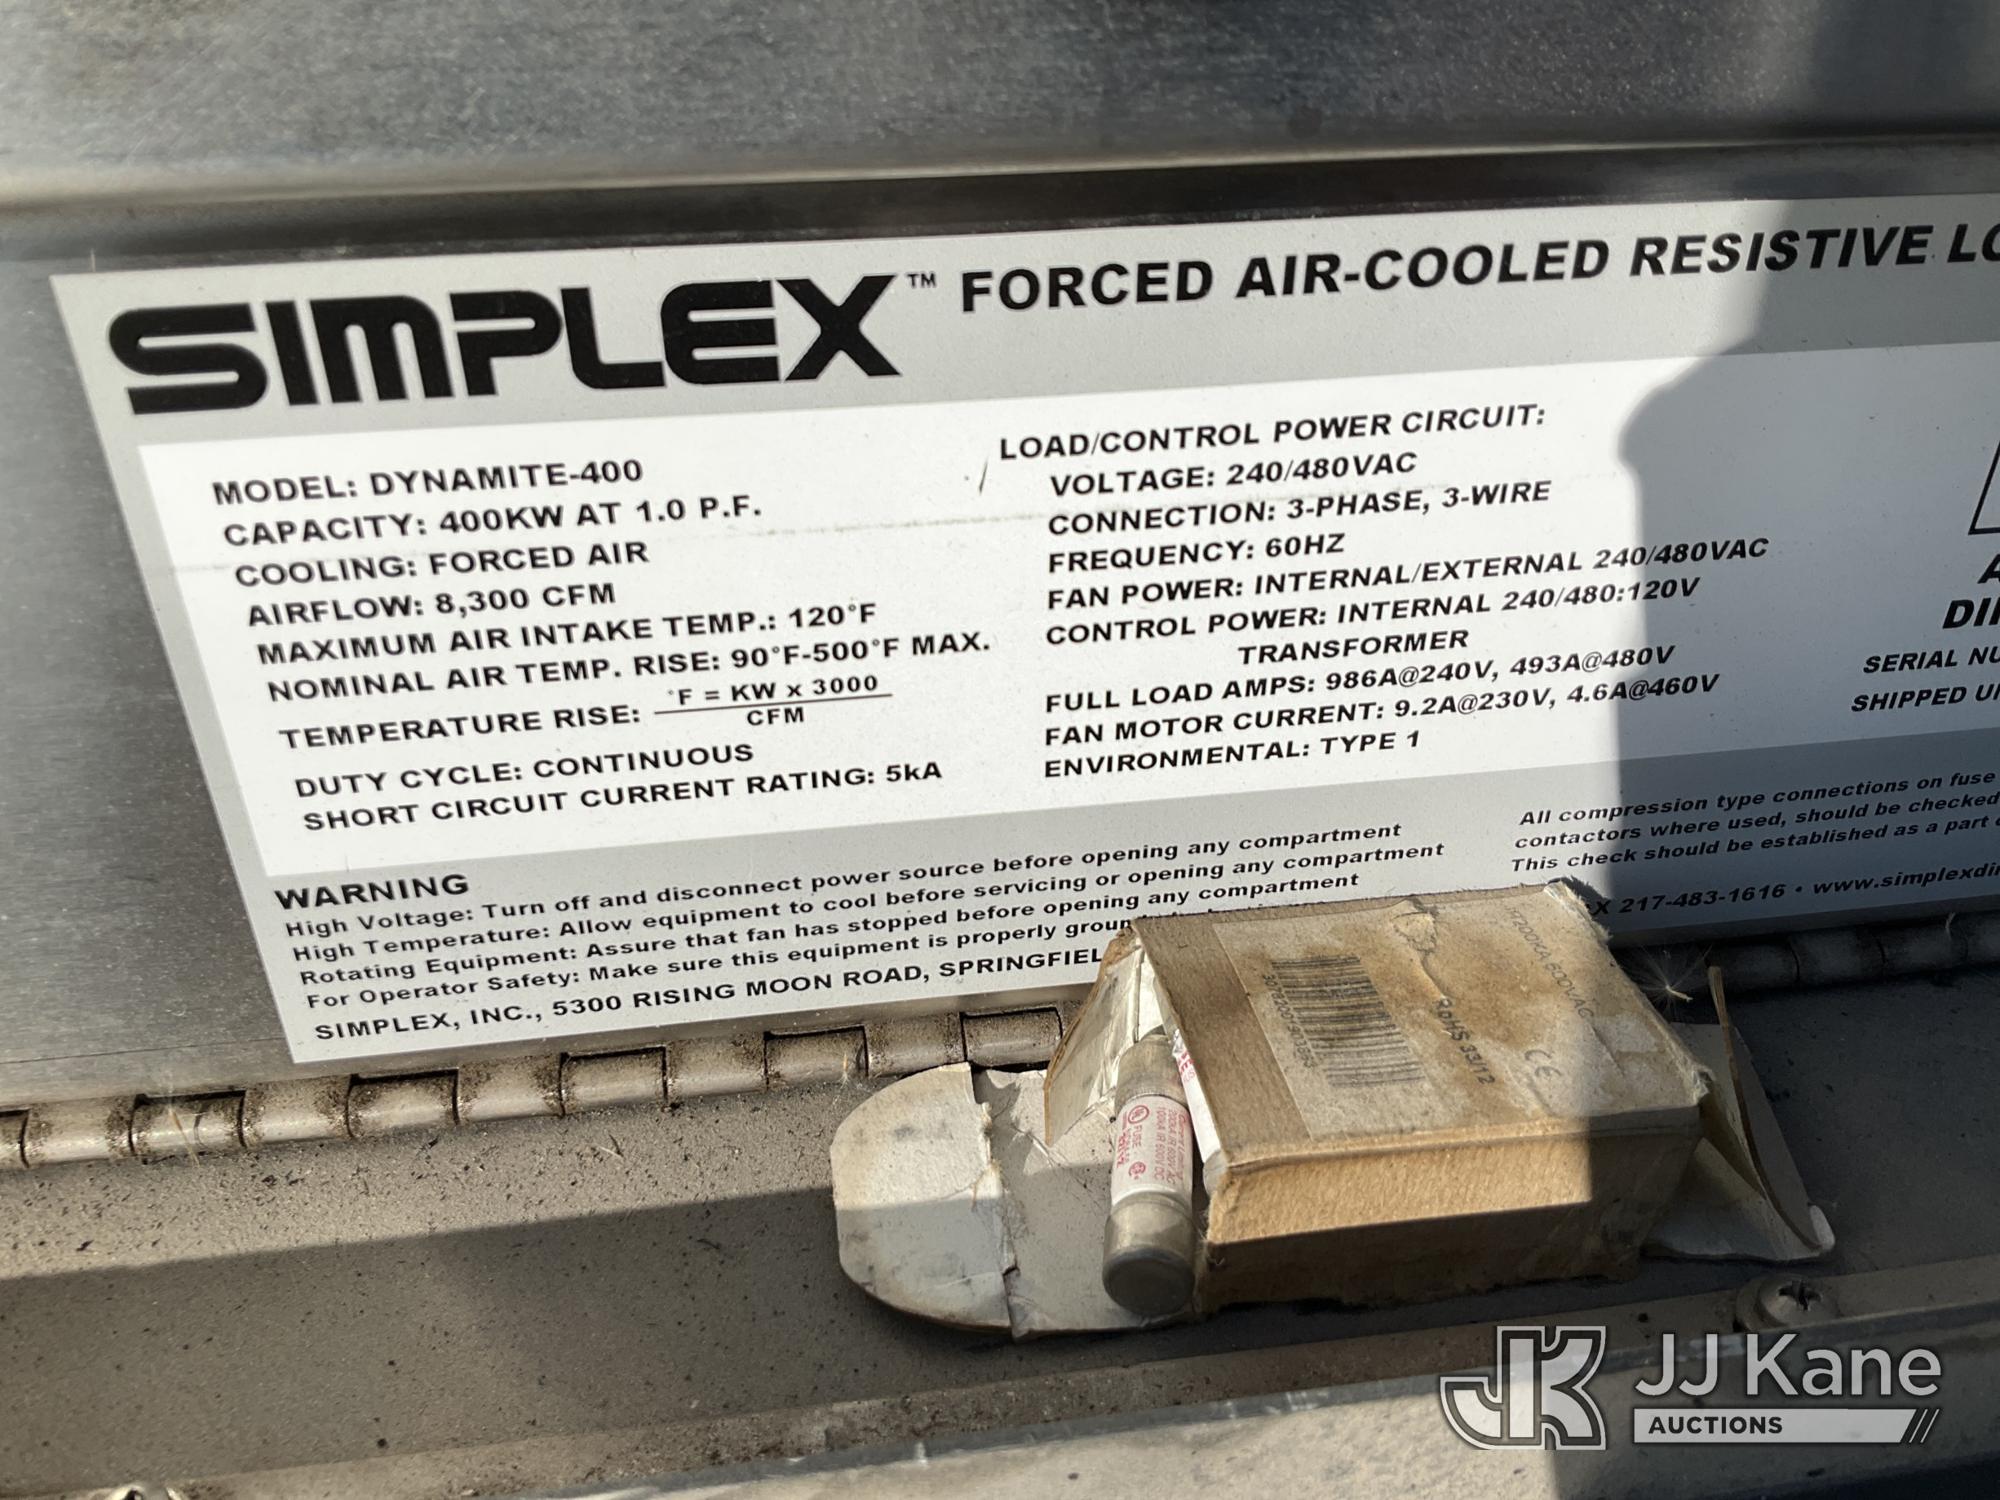 SIMPLEX™ FORCED AIR-COOLED RESISTIVE LO
MODEL: DYNAMITE-400
CAPACITY: 400KW AT 1.0 P.F.
COOLING: FORCED AIR
AIRFLOW: 8,300 CFM
MAXIMUM AIR INTAKE TEMP.: 120°F
NOMINAL AIR TEMP. RISE: 90°F-500°F MAX.
TEMPERATURE RISE: °F = KW x 3000
CFM
DUTY CYCLE: CONTINUOUS
SHORT CIRCUIT CURRENT RATING: 5kA
LOAD/CONTROL POWER CIRCUIT:
VOLTAGE: 240/480VAC
CONNECTION: 3-PHASE, 3-WIRE
FREQUENCY: 60HZ
FAN POWER: INTERNAL/EXTERNAL 240/480VAC
CONTROL POWER: INTERNAL 240/480:120V
TRANSFORMER
FULL LOAD AMPS: 986A@240V, 493A@480V
FAN MOTOR CURRENT: 9.2A@230V, 4.6A@460V
ENVIRONMENTAL: TYPE 1
A
DI
SERIAL NU
SHIPPED
WARNING
High Voltage: Turn off and disconnect power source before opening any compartment
High Temperature: Allow equipment to cool before servicing or opening any compartment
Rotating Equipment: Assure that fan has stopped before opening any compartment
For Operator Safety: Make sure this equipment is properly
SIMPLEX, INC., 5300 RISING MOON ROAD, SPRINGFIEL
All compression type connections on fuse
contactors where used, should be checked
This check should be established as a part
X 217-483-1616 • www.simplexdi
600VAC
RoHS 33/12
CE
FUSE
JK JJ Kane
AUCTIONS